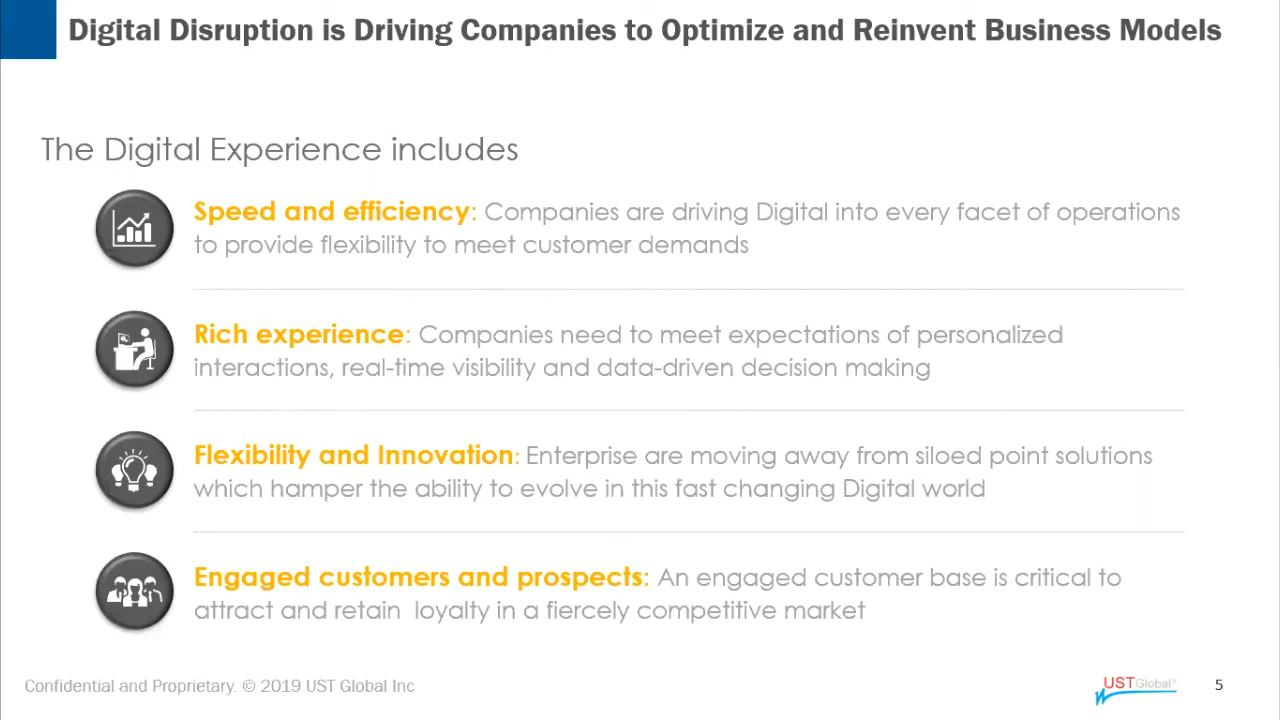 Digital Disruption is Driving Companies to Optimize and Reinvent Business Models
The Digital Experience includes
Speed and efficiency: Companies are driving Digital into every facet of operations
to provide flexibility to meet customer demands
Rich experience: Companies need to meet expectations of personalized
interactions, real-time visibility and data-driven decision making
Flexibility and Innovation: Enterprise are moving away from siloed point solutions
which hamper the ability to evolve in this fast changing Digital world
Engaged customers and prospects: An engaged customer base is critical to
attract and retain  loyalty in a fiercely competitive market
Confidential and Proprietary. © 2019 UST Global Inc
USTGlobal®
5